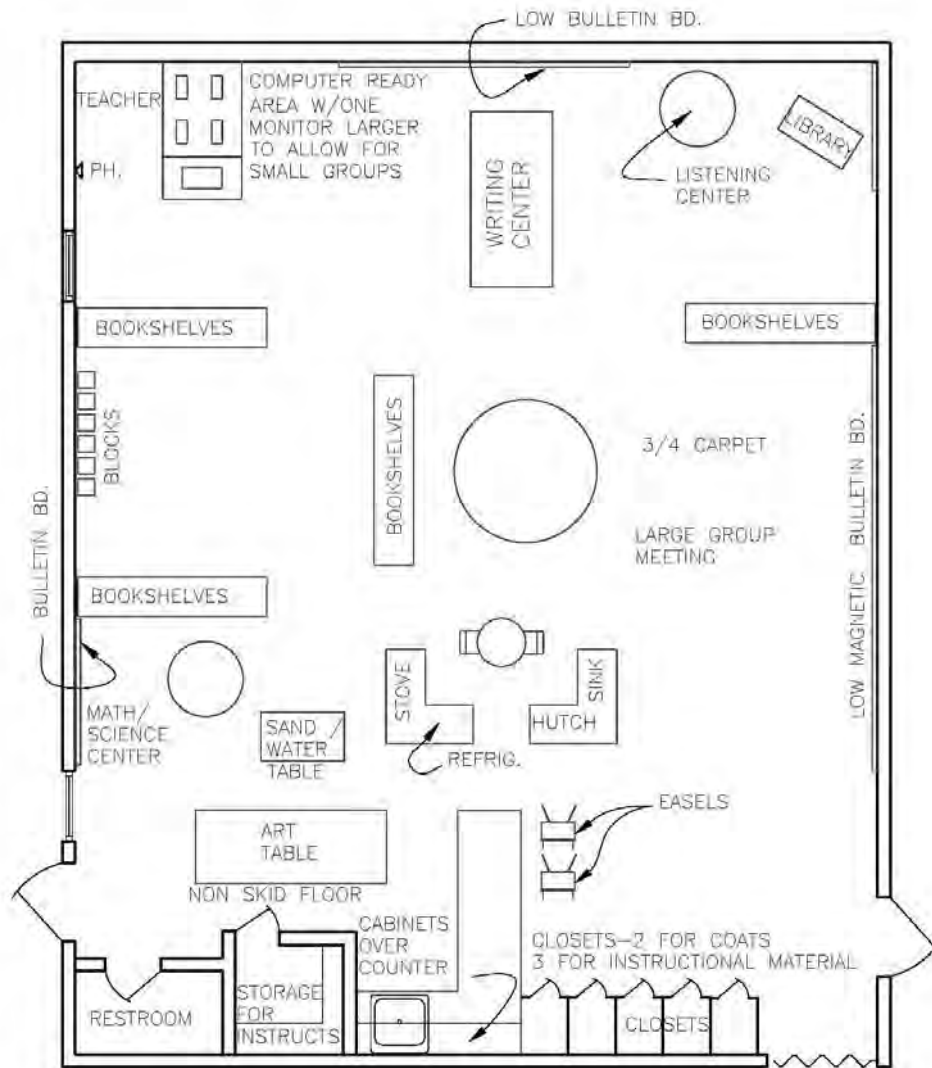 LOW BULLETIN BD.
TEACHER
COMPUTER READY
AREA W/ONE
MONITOR LARGER
TO ALLOW FOR
SMALL GROUPS
PH.
WRITING
CENTER
LISTENING
CENTER
LIBRARY
BOOKSHELVES
BOOKSHELVES
BLOCKS
BOOKSHELVES
3/4 CARPET
LARGE GROUP
MEETING
LOW MAGNETIC BULLETIN BD.
BULLETIN BD.
BOOKSHELVES
MATH/
SCIENCE
CENTER
SAND /
WATER
TABLE
STOVE
REFRIG.
SINK
HUTCH
EASELS
ART
TABLE
NON SKID FLOOR
CABINETS
OVER
COUNTER
CLOSETS-2 FOR COATS
3 FOR INSTRUCTIONAL MATERIAL
RESTROOM
STORAGE
FOR
INSTRUCTS
CLOSETS